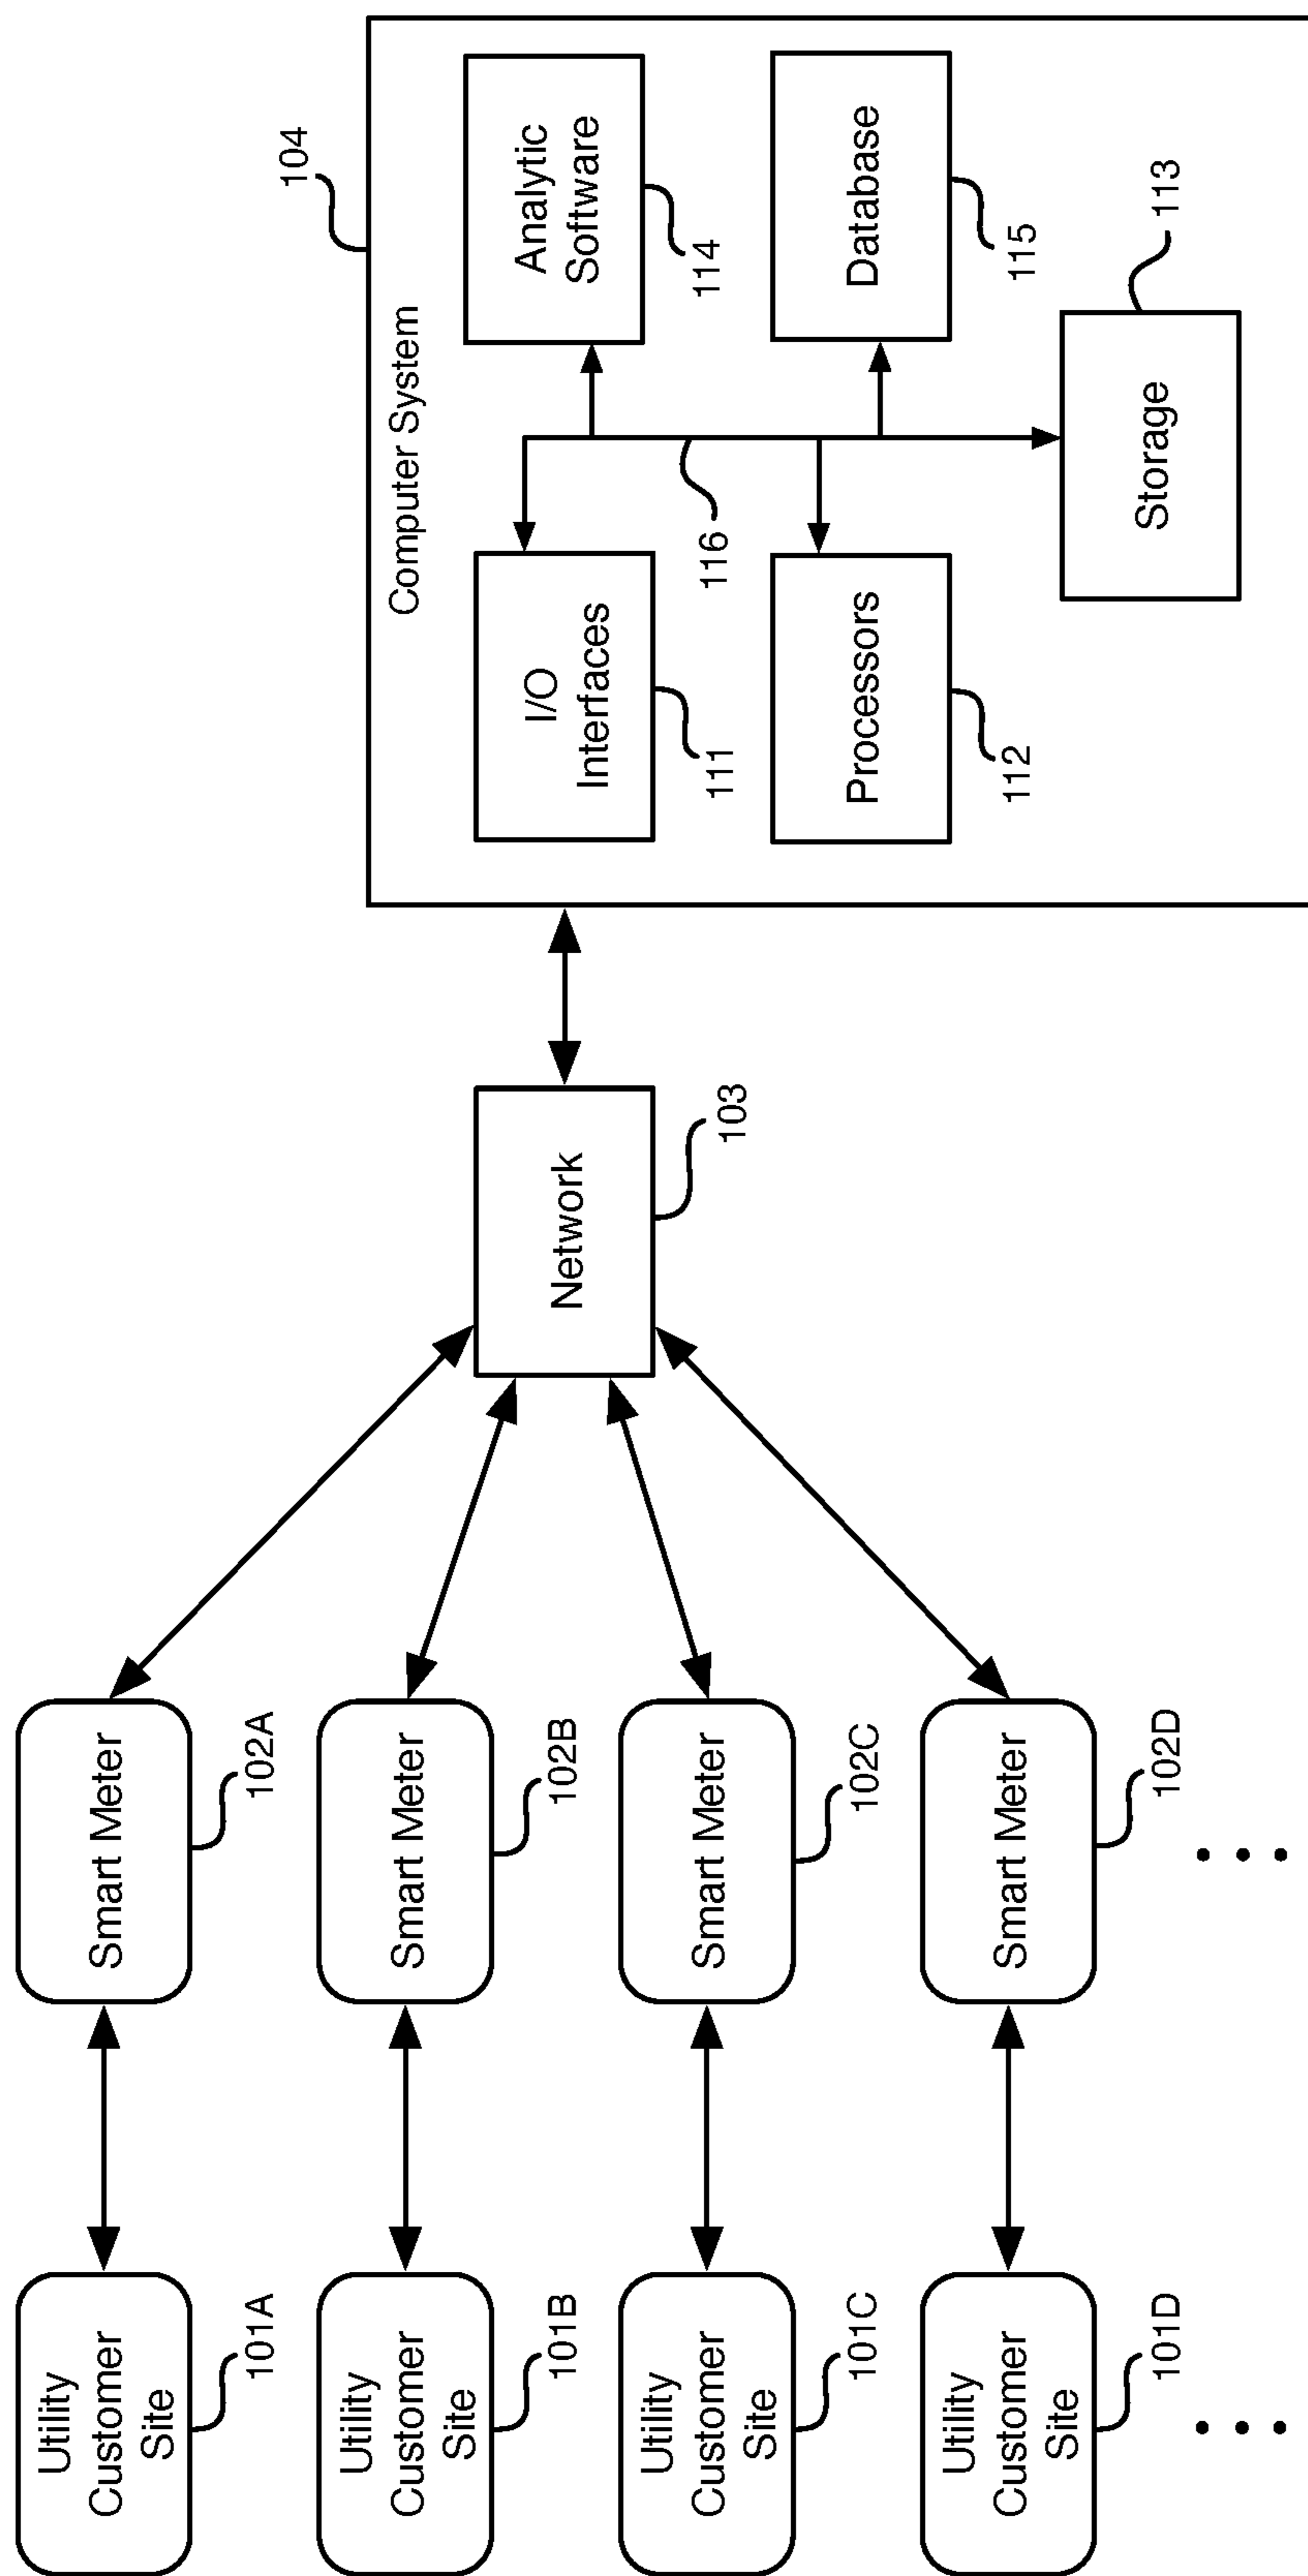 Utility
Customer
Site
101A
Smart Meter
102A
Utility
Customer
Site
101B
Smart Meter
102B
Utility
Customer
Site
101C
Smart Meter
102C
Utility
Customer
Site
101D
Smart Meter
102D
Network
103
104
Computer System
I/O
Interfaces
111
Analytic
Software
114
116
Processors
112
Database
115
Storage
113